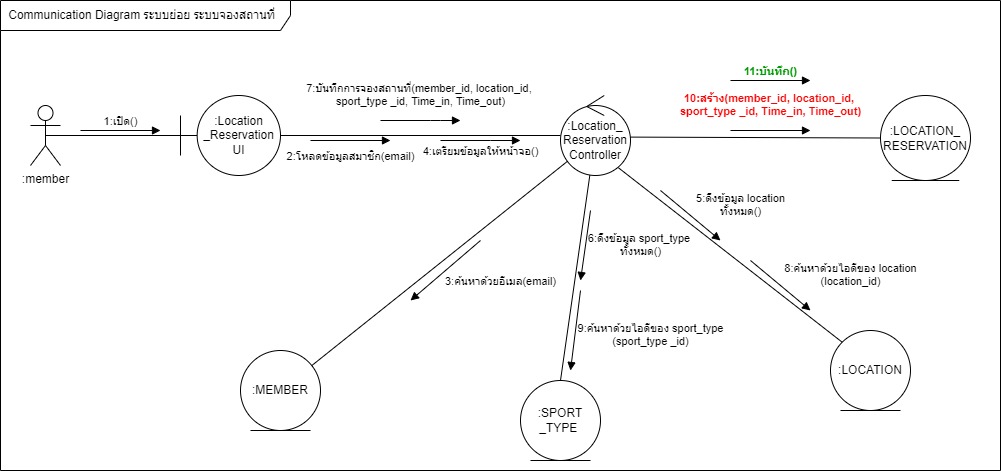 Communication Diagram ระบบย่อย ระบบจองสถานที่
11:บันทึก()
7:บันทึกการจองสถานที่(member_id, location_id,
sport_type _id, Time_in, Time_out)
10:สร้าง(member_id, location_id,
sport_type _id, Time_in, Time_out)
1:เปิด()
:Location
_Reservation
UI
:Location_
Reservation
Controller
:LOCATION_
RESERVATION
2:โหลดข้อมูลสมาชิก(email)
4:เตรียมข้อมูลให้หน้าจอ()
:member
5:ดึงข้อมูล location
ทั้งหมด()
6:ดึงข้อมูล sport_type
ทั้งหมด()
3:ค้นหาด้วยอีเมล(email)
8:ค้นหาด้วยไอดีของ location
(location_id)
9:ค้นหาด้วยไอดีของ sport_type
(sport_type _id)
:LOCATION
:MEMBER
:SPORT
_TYPE